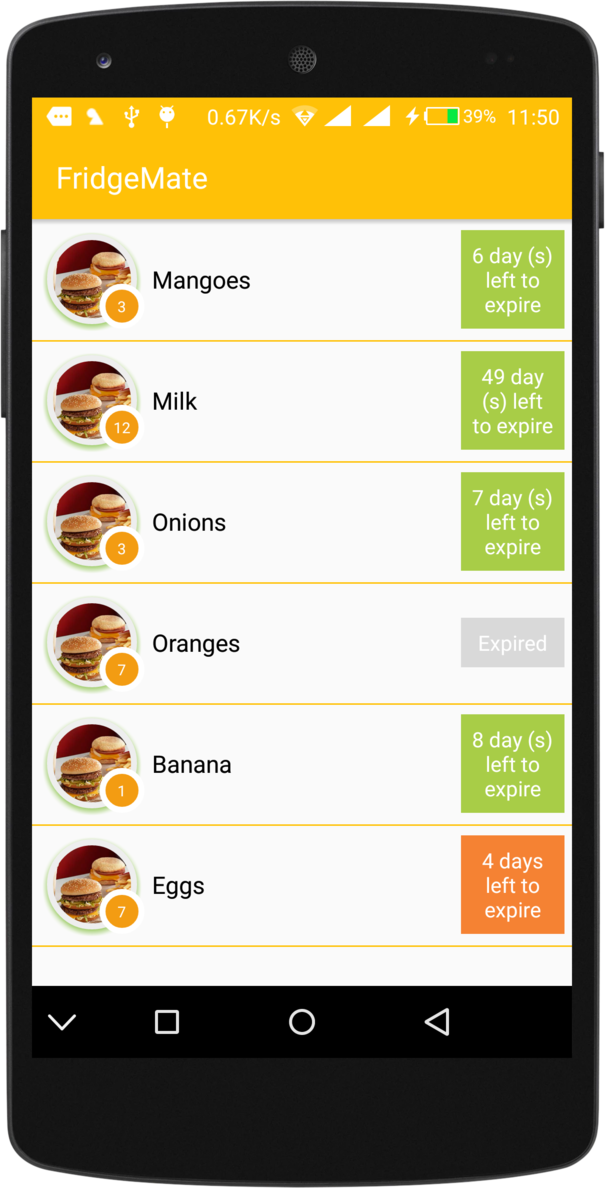 0.67K/s 39% 11:50
FridgeMate
3
Mangoes
6 day (s)
left to
expire
12
Milk
49 day
(s) left
to expire
3
Onions
7 day (s)
left to
expire
7
Oranges
Expired
1
Banana
8 day (s)
left to
expire
7
Eggs
4 days
left to
expire